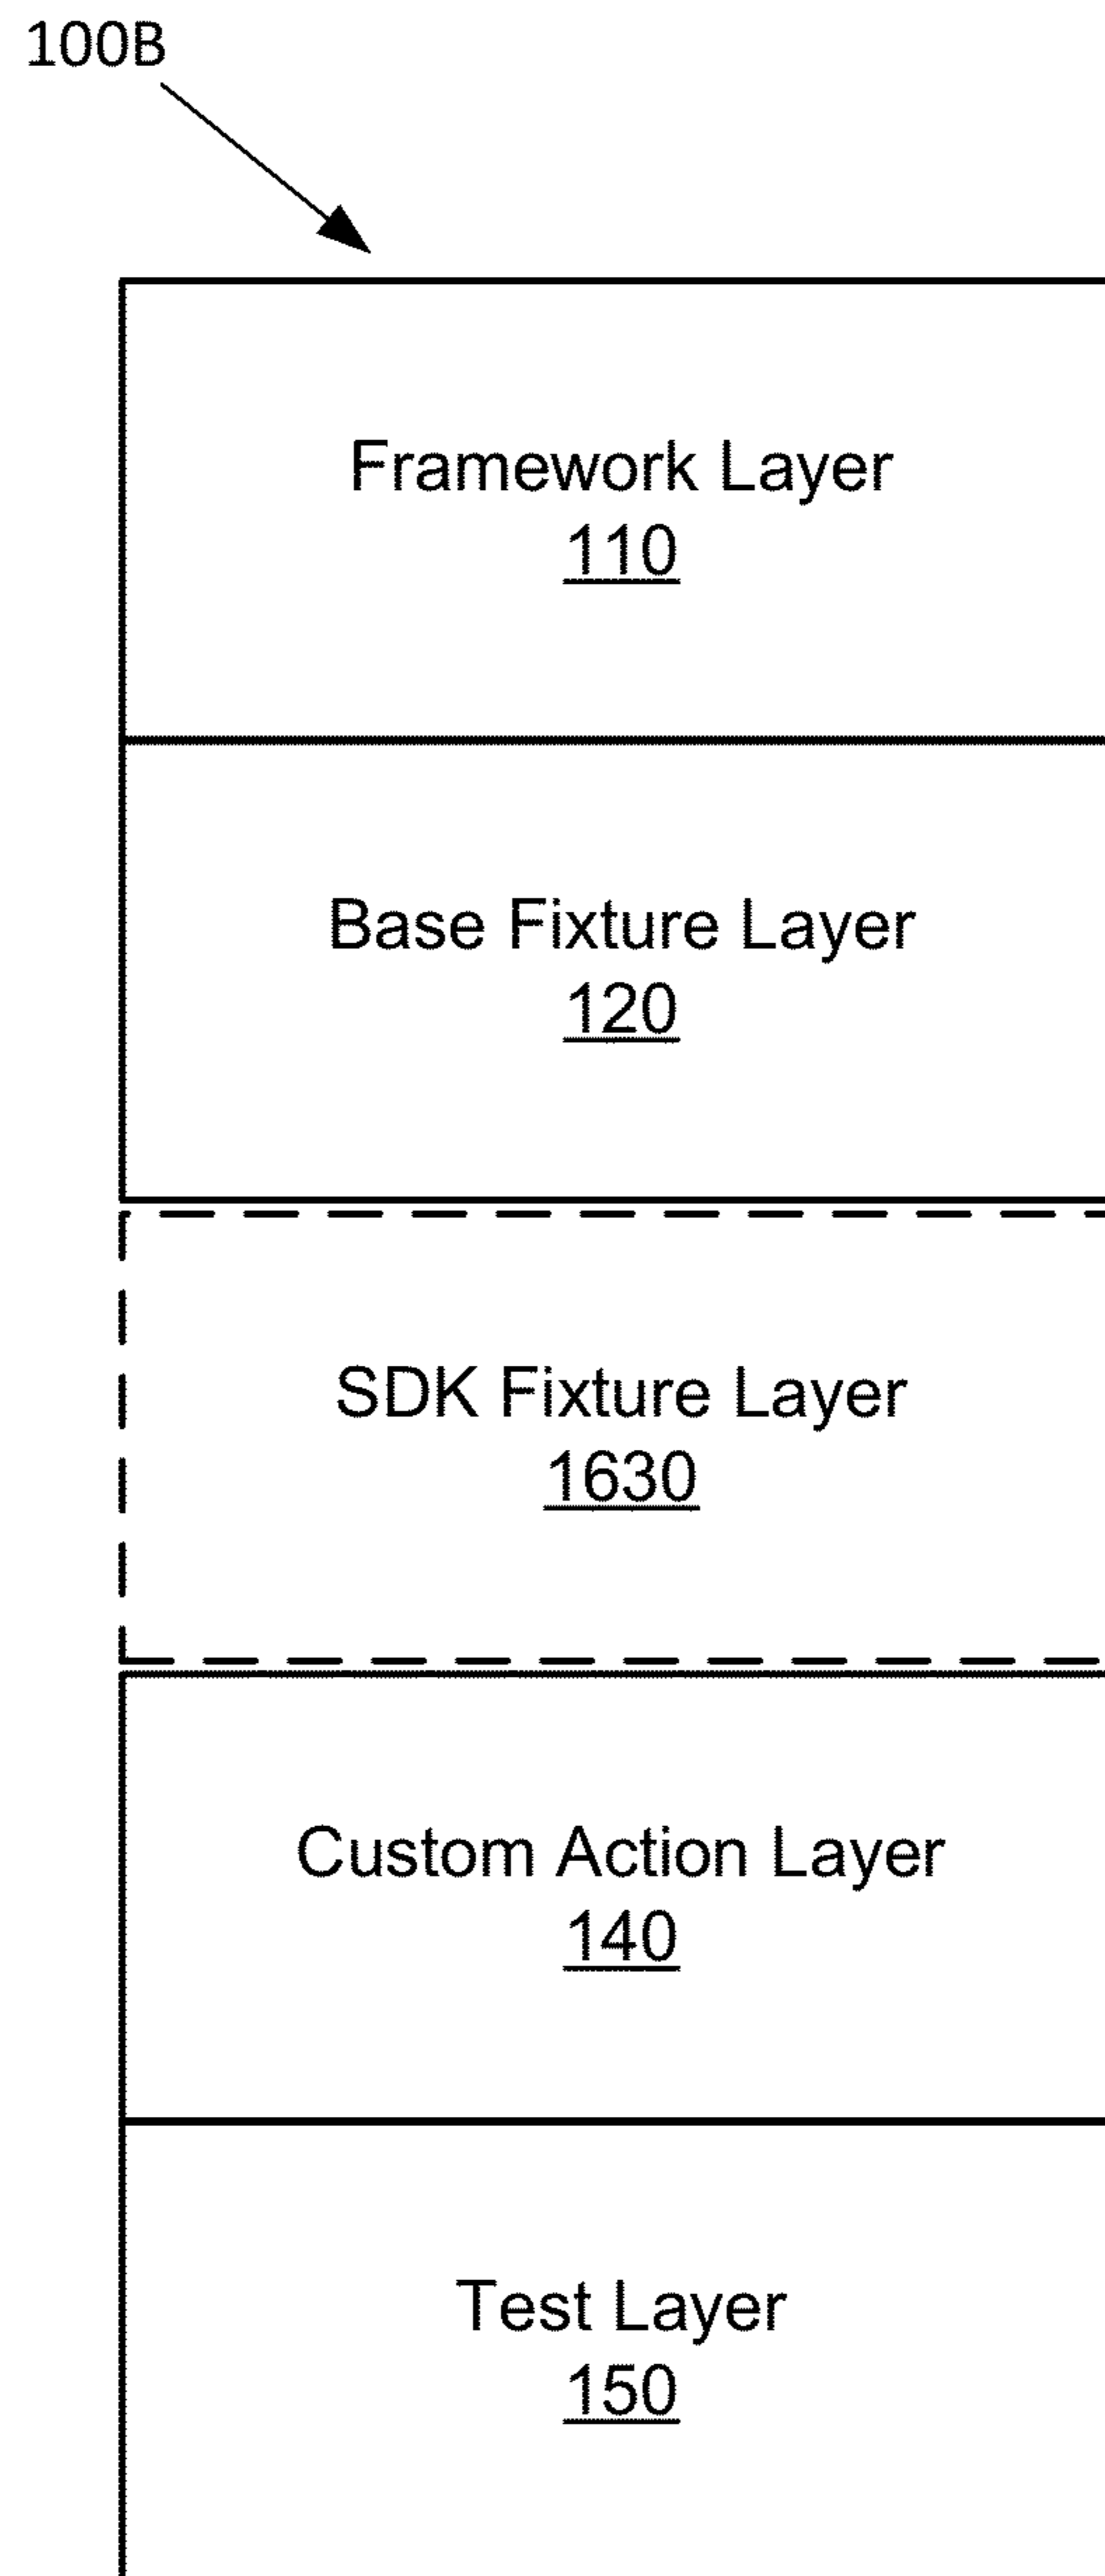 100B
Framework Layer
110
Base Fixture Layer
120
SDK Fixture Layer
1630
Custom Action Layer
140
Test Layer
150